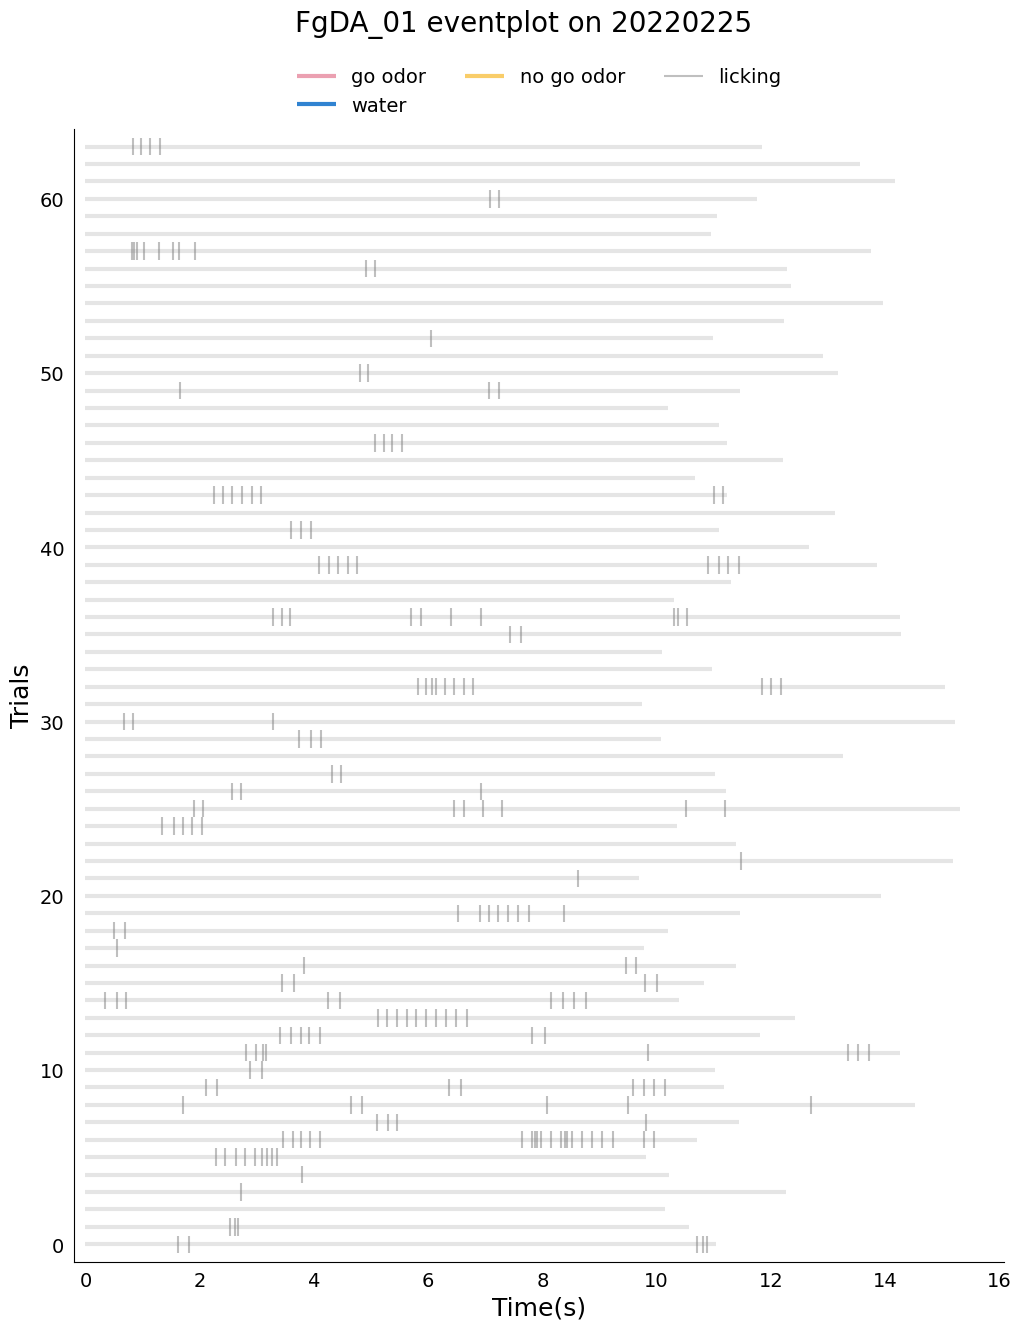 FgDA_01 eventplot on 20220225
go odor
no go odor
licking
water
60
50
40
30
20
10
0
Trials
0 2 4 6 8 10 12 14 16
Time(s)